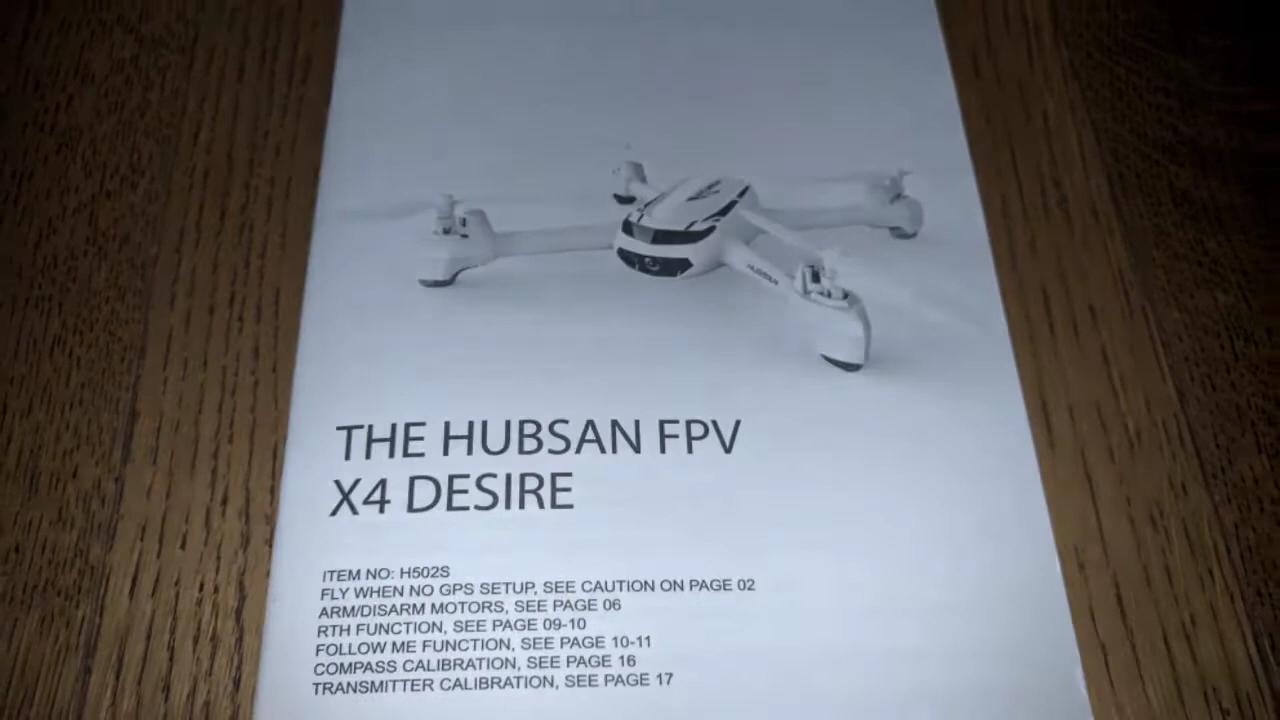 HUBSAN
THE HUBSAN FPV
X4 DESIRE
ITEM NO: H502S
FLY WHEN NO GPS SETUP, SEE CAUTION ON PAGE 02
ARM/DISARM MOTORS, SEE PAGE 06
RTH FUNCTION, SEE PAGE 09-10
FOLLOW ME FUNCTION, SEE PAGE 10-11
COMPASS CALIBRATION, SEE PAGE 16
TRANSMITTER CALIBRATION, SEE PAGE 17